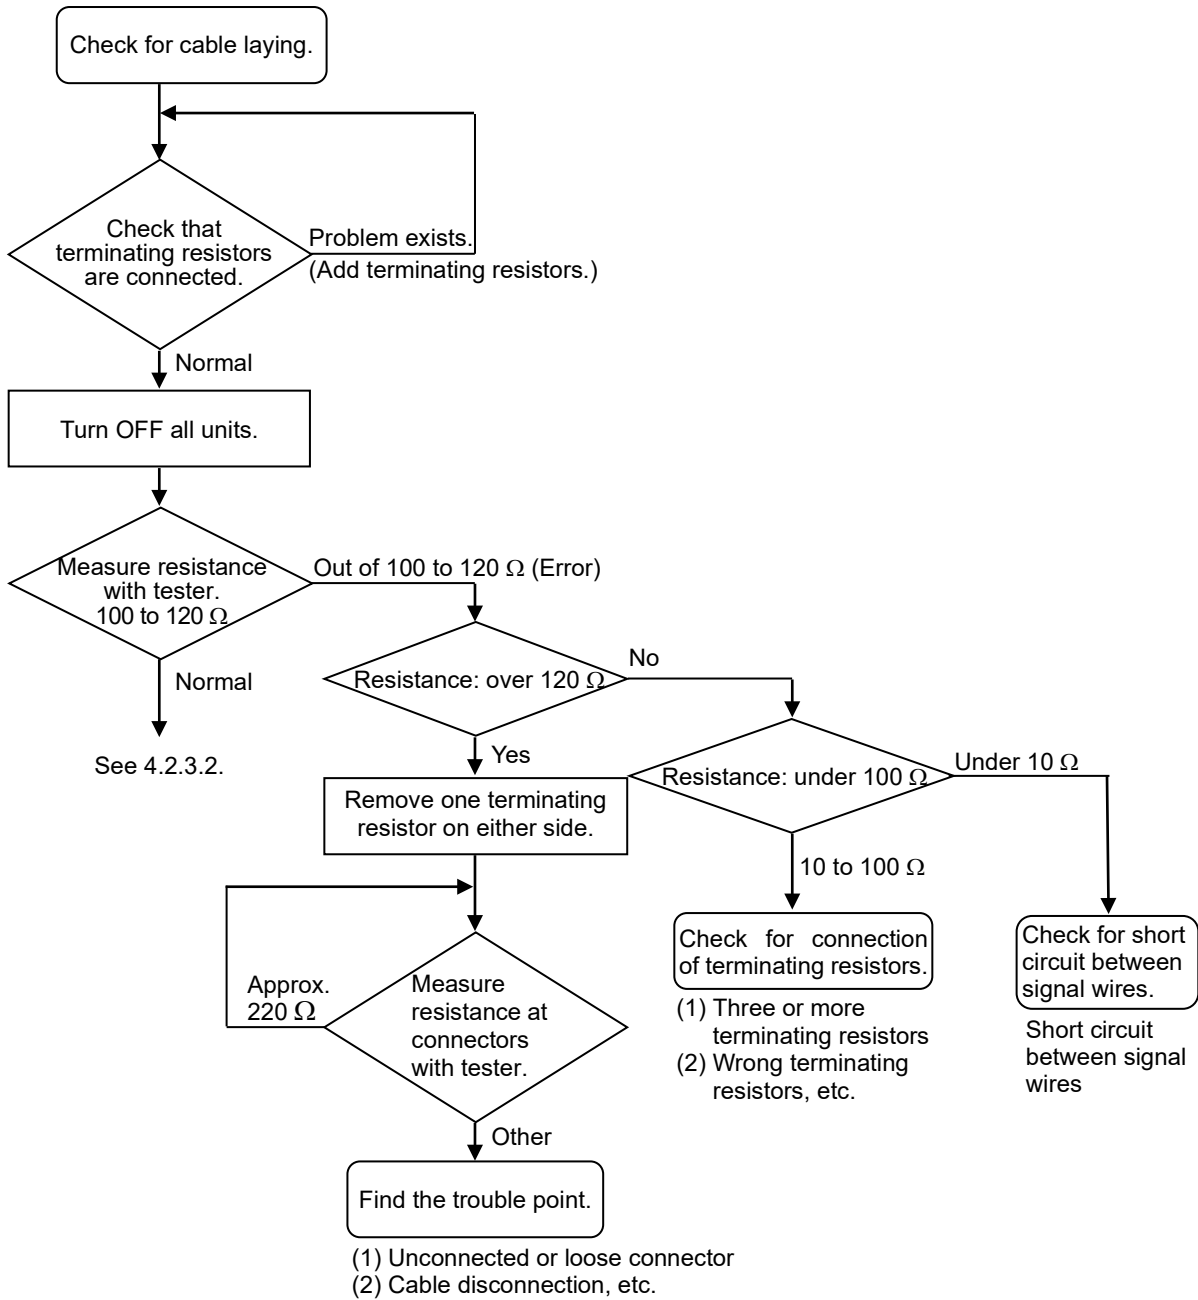 Check for cable laying.
Check that
terminating resistors
are connected.
Problem exists.
(Add terminating resistors.)
Normal
Turn OFF all units.
Measure resistance
with tester.
100 to 120 Ω
Out of 100 to 120 Ω (Error)
Normal
See 4.2.3.2.
Resistance: over 120 Ω
No
Yes
Remove one terminating
resistor on either side.
Resistance: under 100 Ω
Under 10 Ω
10 to 100 Ω
Check for connection
of terminating resistors.
(1) Three or more
terminating resistors
(2) Wrong terminating
resistors, etc.
Check for short
circuit between
signal wires.
Short circuit
between signal
wires
Approx.
220 Ω
Measure
resistance at
connectors
with tester.
Other
Find the trouble point.
(1) Unconnected or loose connector
(2) Cable disconnection, etc.